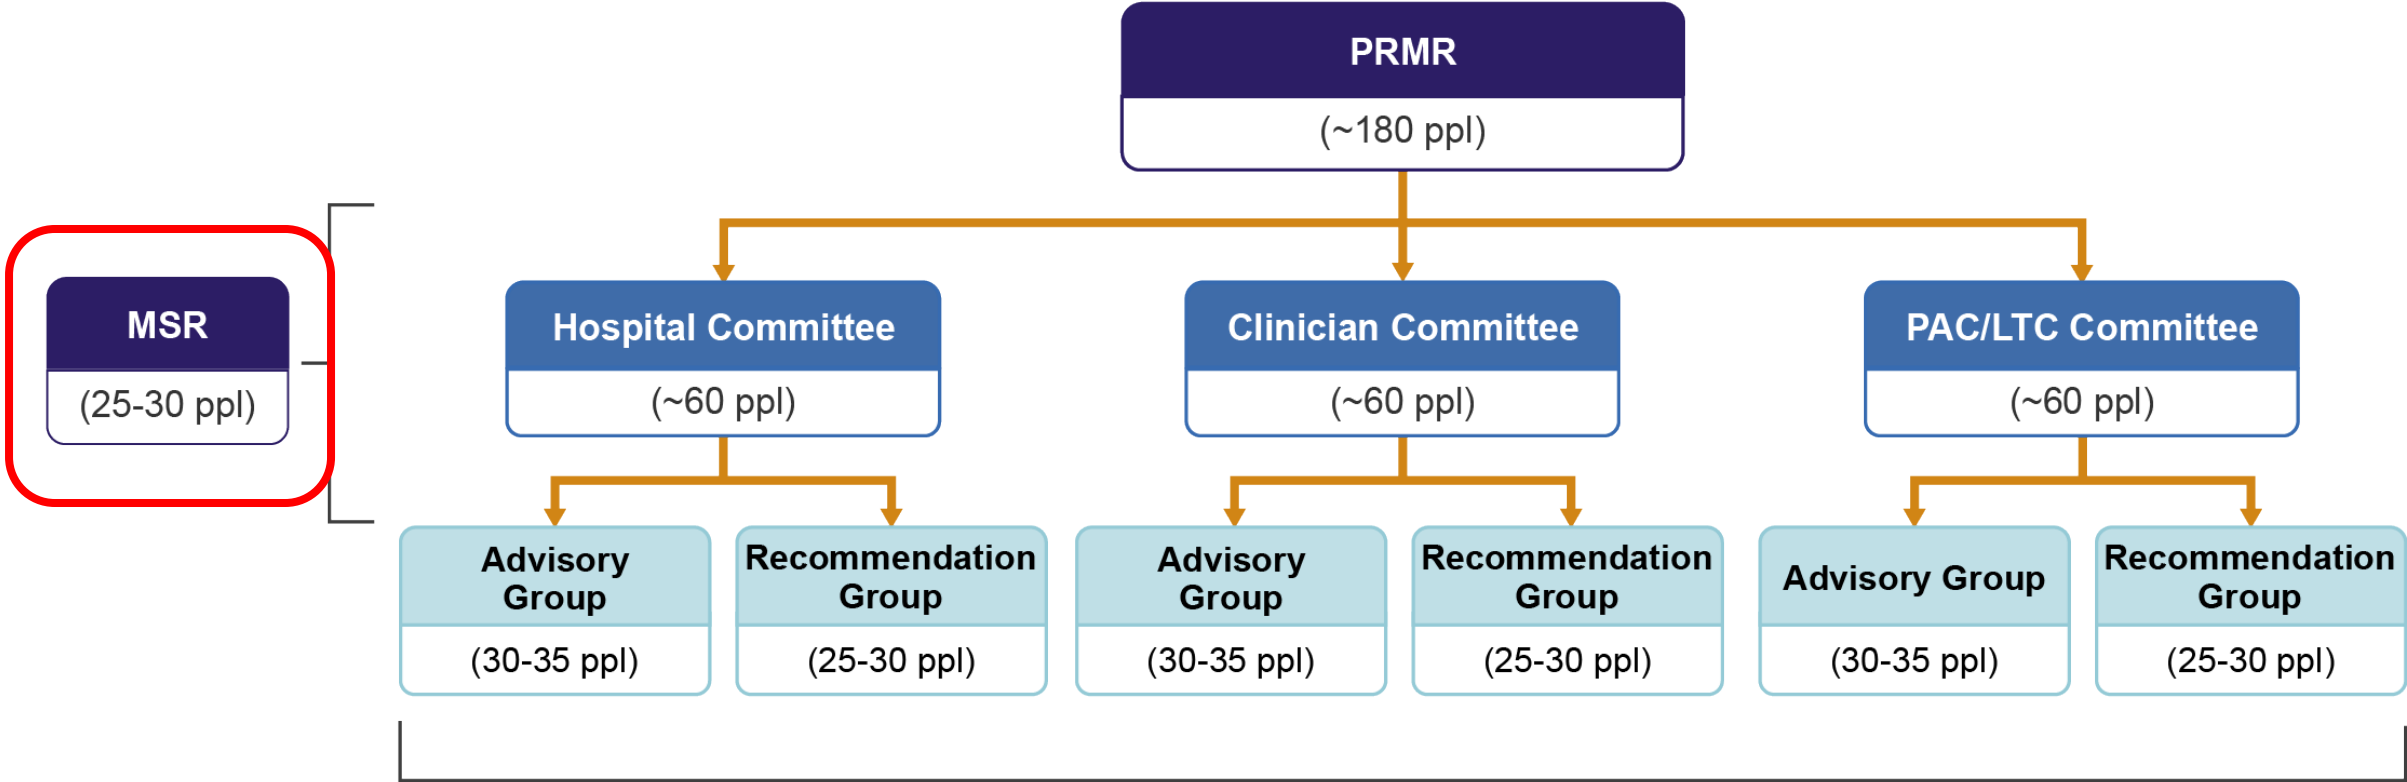 PRMR
(~180 ppl)
MSR
(25-30 ppl)
Hospital Committee
(~60 ppl)
Clinician Committee
(~60 ppl)
PAC/LTC Committee
(~60 ppl)
Advisory
Group
(30-35 ppl)
Recommendation
Group
(25-30 ppl)
Advisory
Group
(30-35 ppl)
Recommendation
Group
(25-30 ppl)
Advisory Group
(30-35 ppl)
Recommendation
Group
(25-30 ppl)